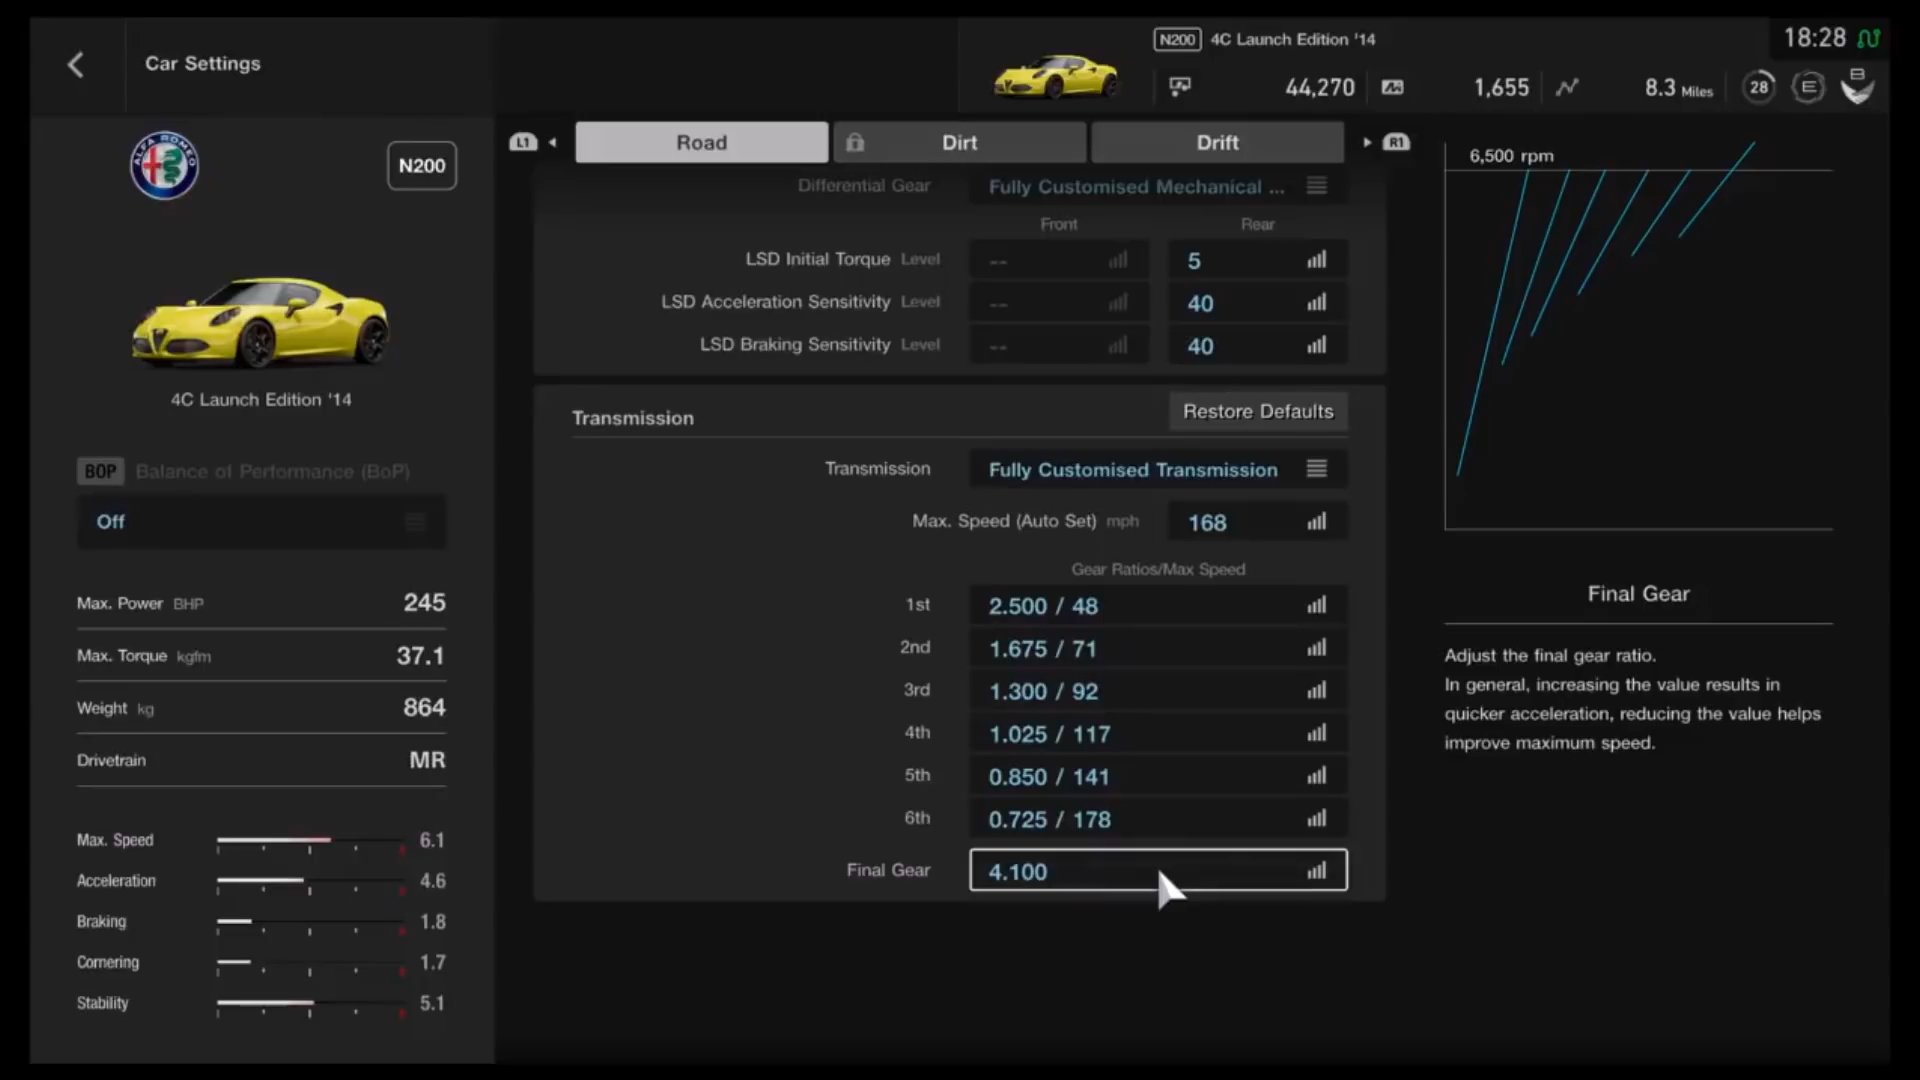 Car Settings
N200 4C Launch Edition '14
18:28
44,270
1,655
8.3 Miles
28
E
B
ALFA ROMEO
N200
4C Launch Edition '14
BOP Balance of Performance (BoP)
Off
Max. Power BHP 245
Max. Torque kgfm 37.1
Weight kg 864
Drivetrain MR
Max. Speed 6.1
Acceleration 4.6
Braking 1.8
Cornering 1.7
Stability 5.1
L1 Road Dirt Drift R1
Differential Gear Fully Customised Mechanical ...
Front Rear
LSD Initial Torque Level -- 5
LSD Acceleration Sensitivity Level -- 40
LSD Braking Sensitivity Level -- 40
Transmission Restore Defaults
Transmission Fully Customised Transmission
Max. Speed (Auto Set) mph 168
Gear Ratios/Max Speed
1st 2.500 / 48
2nd 1.675 / 71
3rd 1.300 / 92
4th 1.025 / 117
5th 0.850 / 141
6th 0.725 / 178
Final Gear 4.100
6,500 rpm
Final Gear
Adjust the final gear ratio.
In general, increasing the value results in
quicker acceleration, reducing the value helps
improve maximum speed.